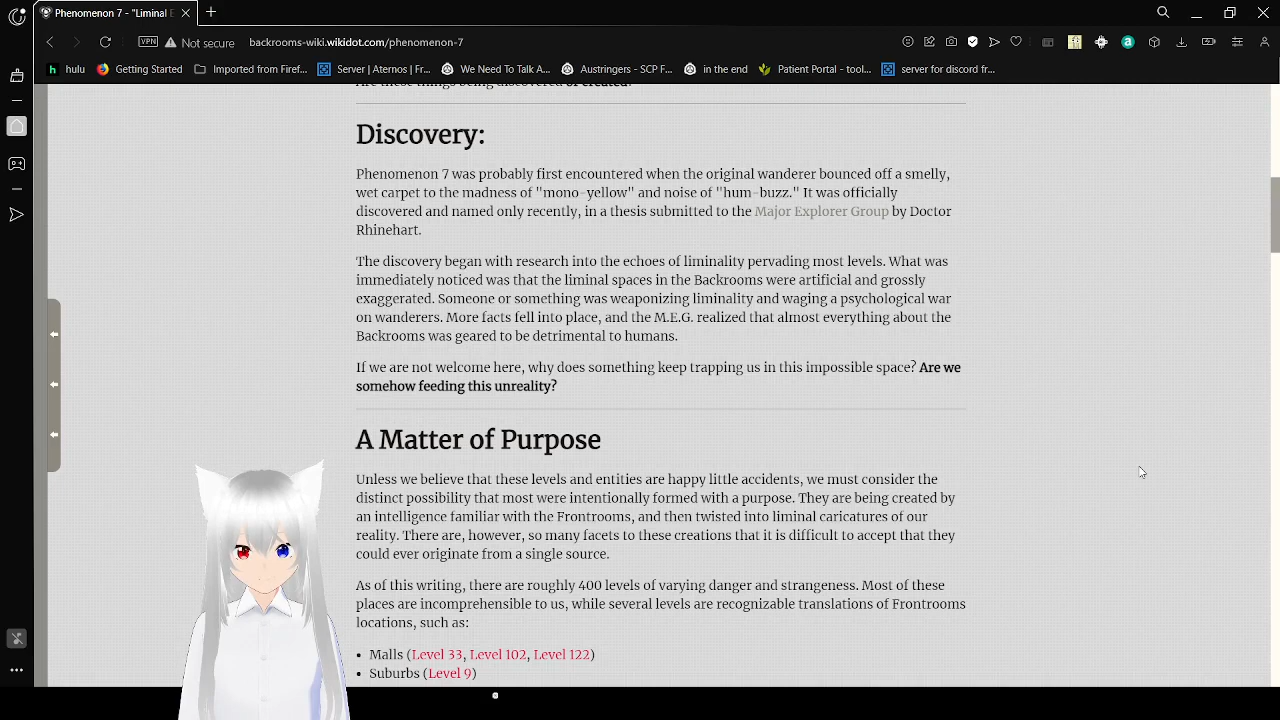 Phenomenon 7 - "Liminal E
VPN
Not secure
backrooms-wiki.wikidot.com/phenomenon-7
h hulu
Getting Started
Imported from Firef...
Server | Aternos | Fr...
We Need To Talk A...
Austringers - SCP F...
in the end
Patient Portal - tool...
server for discord fr...
Are these things being discovered or created?
Discovery:
Phenomenon 7 was probably first encountered when the original wanderer bounced off a smelly,
wet carpet to the madness of "mono-yellow" and noise of "hum-buzz." It was officially
discovered and named only recently, in a thesis submitted to the Major Explorer Group by Doctor
Rhinehart.
The discovery began with research into the echoes of liminality pervading most levels. What was
immediately noticed was that the liminal spaces in the Backrooms were artificial and grossly
exaggerated. Someone or something was weaponizing liminality and waging a psychological war
on wanderers. More facts fell into place, and the M.E.G. realized that almost everything about the
Backrooms was geared to be detrimental to humans.
If we are not welcome here, why does something keep trapping us in this impossible space? Are we
somehow feeding this unreality?
A Matter of Purpose
Unless we believe that these levels and entities are happy little accidents, we must consider the
distinct possibility that most were intentionally formed with a purpose. They are being created by
an intelligence familiar with the Frontrooms, and then twisted into liminal caricatures of our
reality. There are, however, so many facets to these creations that it is difficult to accept that they
could ever originate from a single source.
As of this writing, there are roughly 400 levels of varying danger and strangeness. Most of these
places are incomprehensible to us, while several levels are recognizable translations of Frontrooms
locations, such as:
• Malls (Level 33, Level 102, Level 122)
• Suburbs (Level 9)